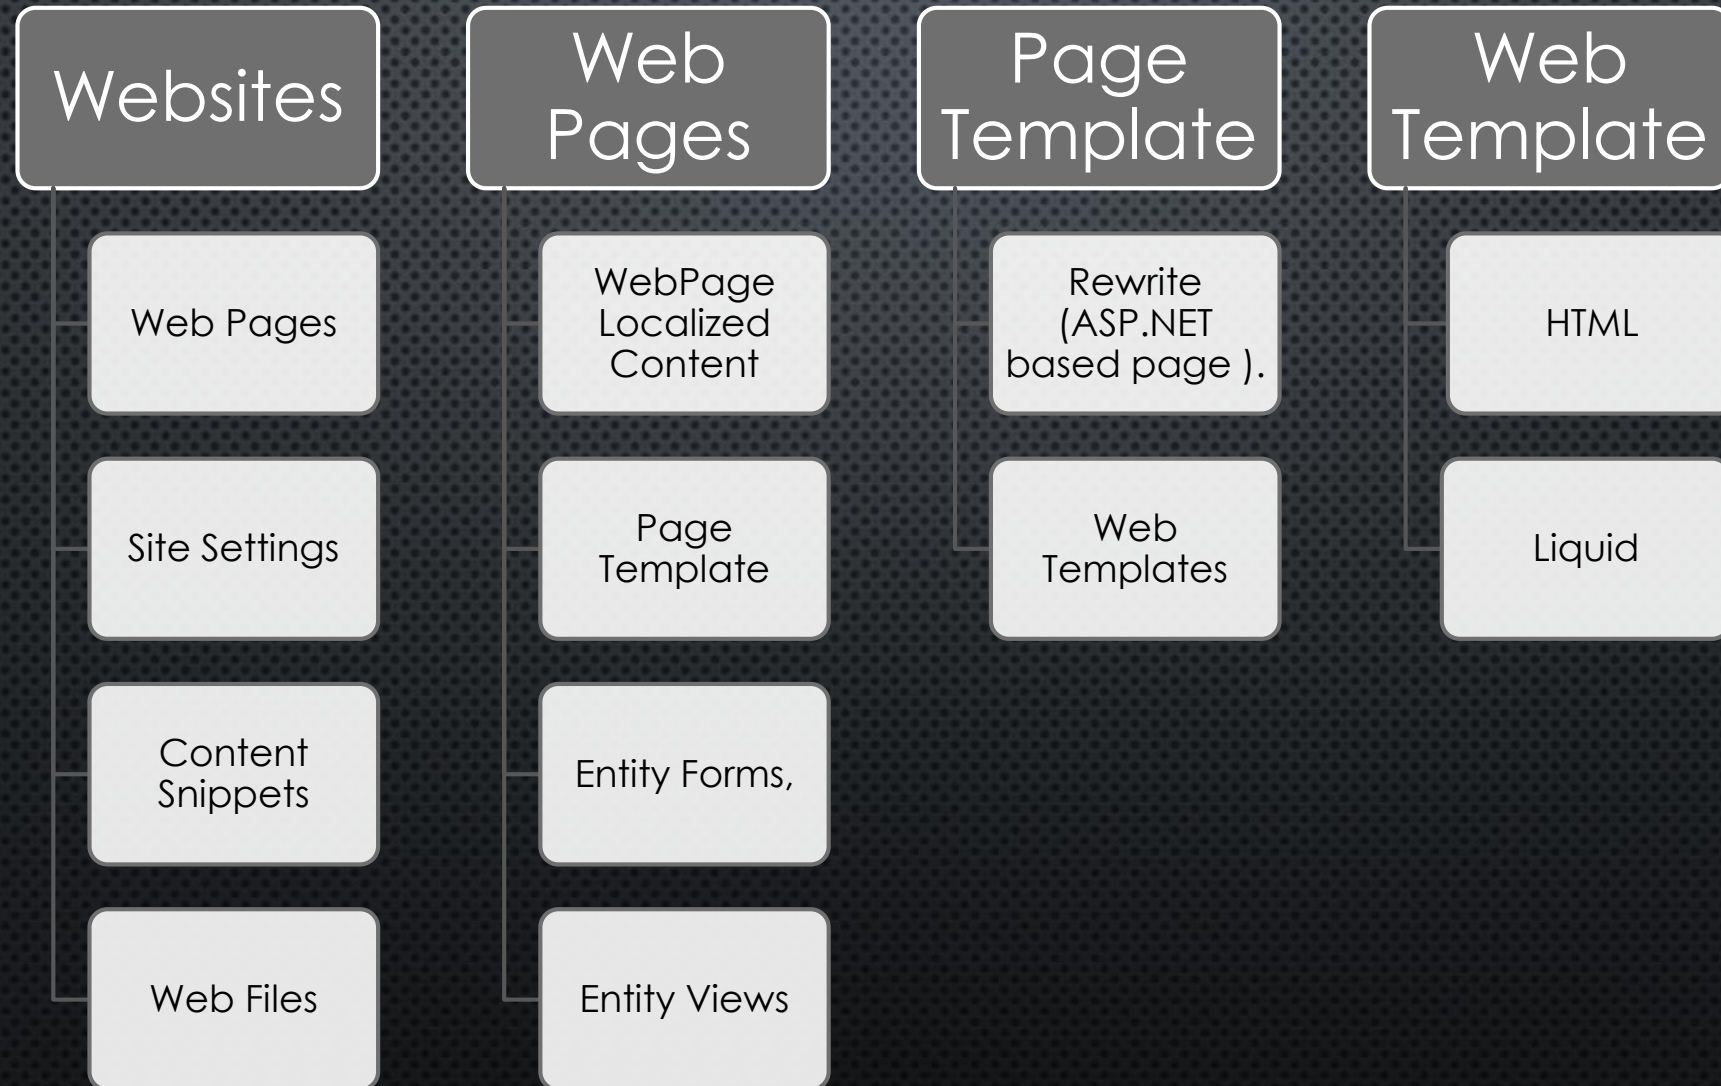 Websites
Web Pages
Site Settings
Content
Snippets
Web Files
Web
Pages
WebPage
Localized
Content
Page
Template
Entity Forms,
Entity Views
Page
Template
Rewrite
(ASP.NET
based page ).
Web
Templates
Web
Template
HTML
Liquid